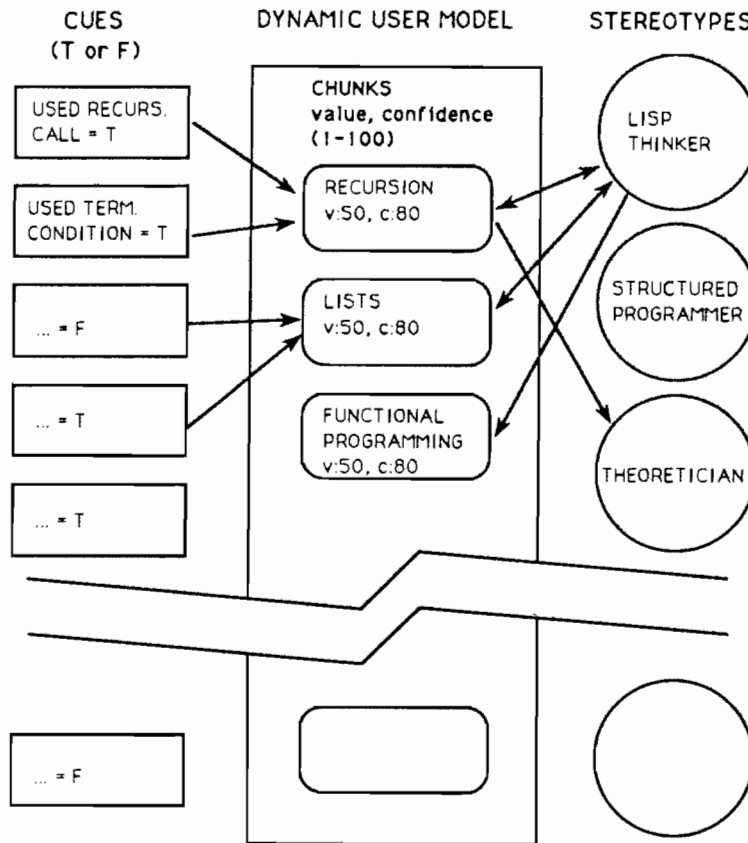 CUES
(T or F)
DYNAMIC USER MODEL
STEREOTYPES
USED RECURS.
CALL = T
USED TERM.
CONDITION = T
... = F
... = T
... = T
... = F
CHUNKS
value, confidence
(1-100)
RECURSION
v:50, c:80
LISTS
v:50, c:80
FUNCTIONAL
PROGRAMMING
v:50, c:80
LISP
THINKER
STRUCTURED
PROGRAMMER
THEORETICIAN